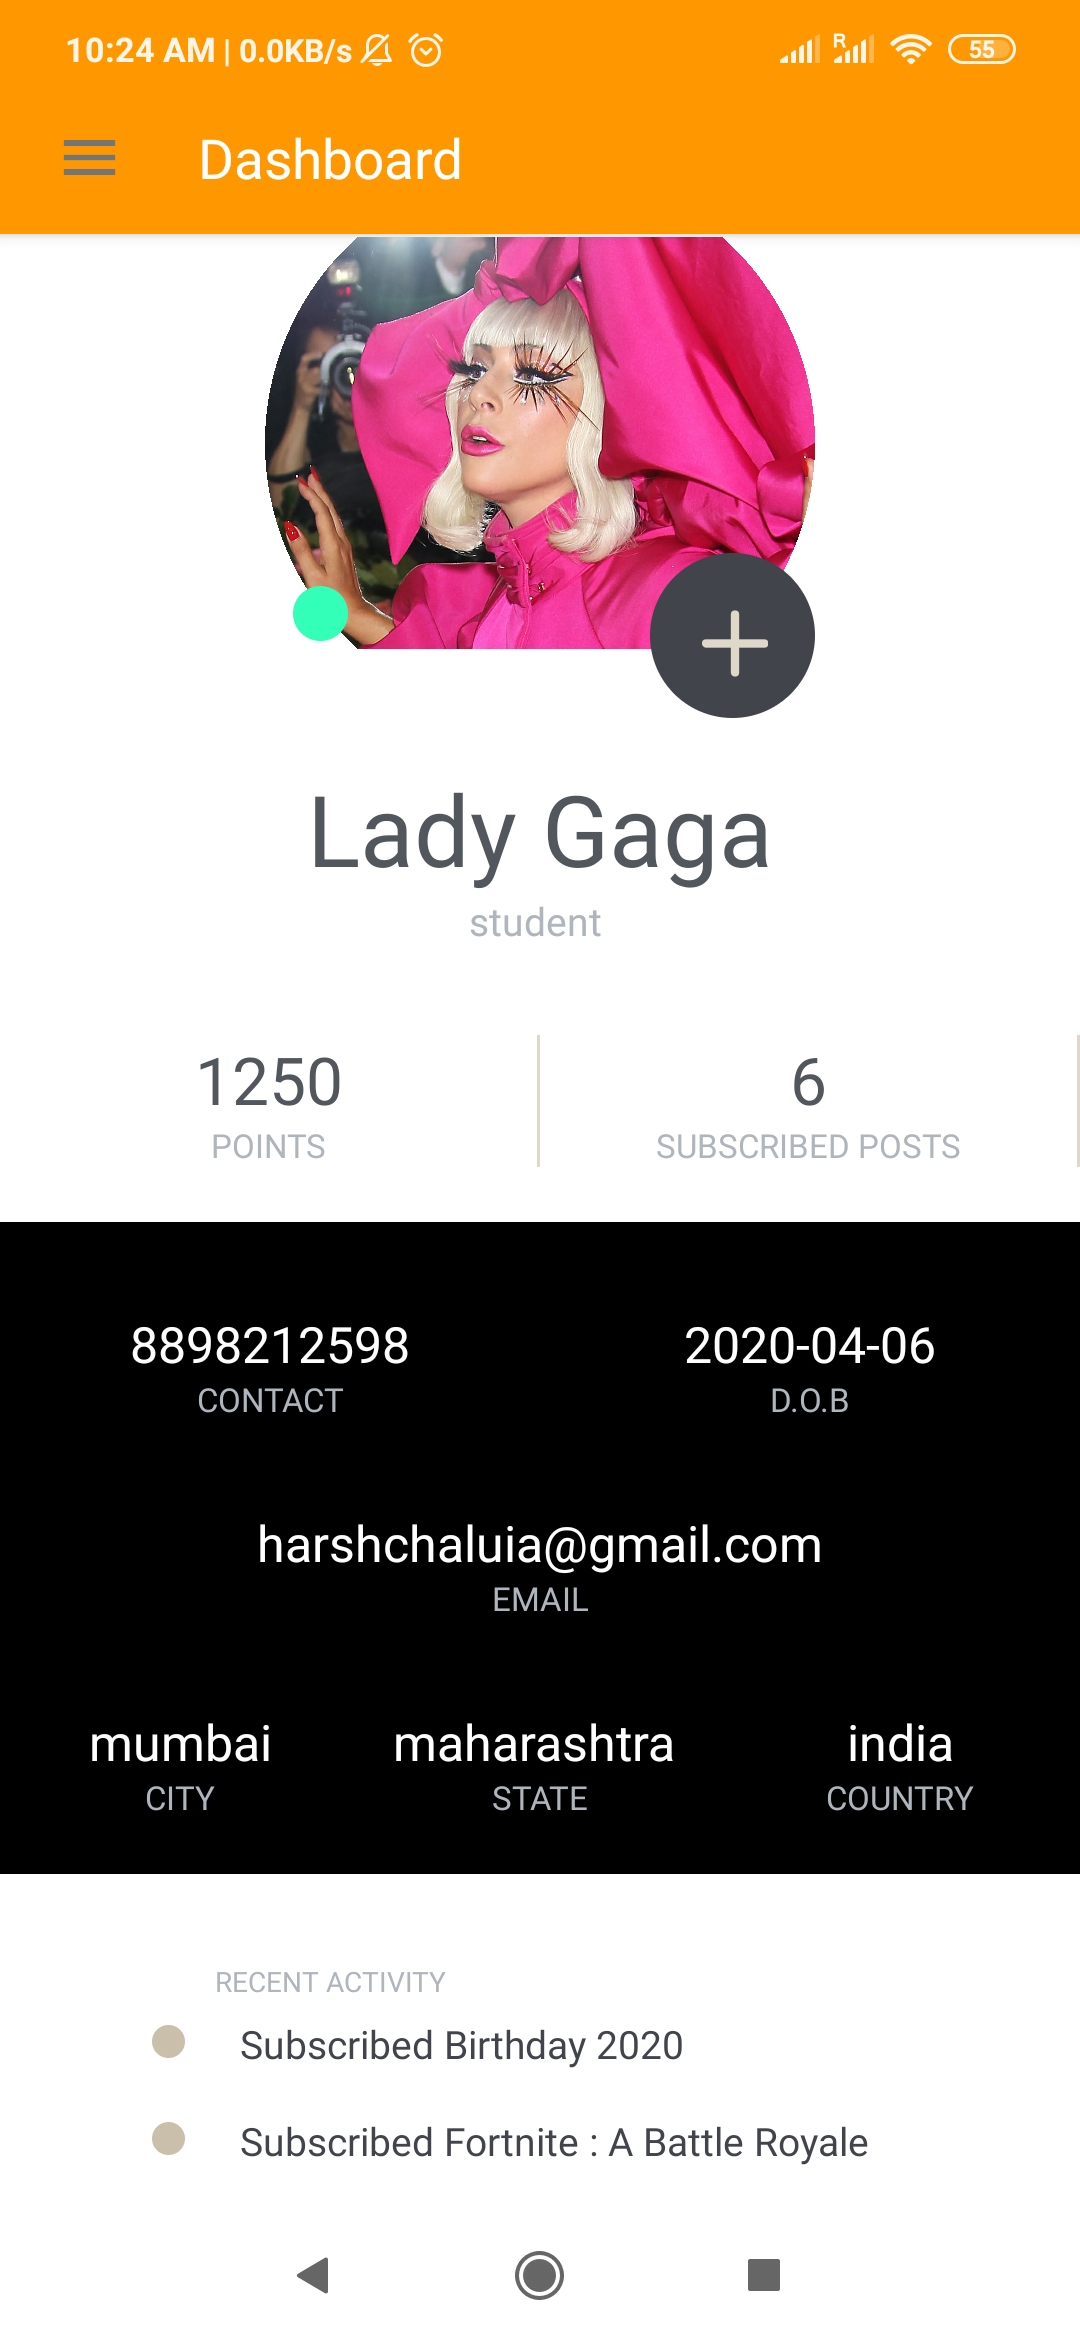 10:24 AM | 0.0KB/s
R
55
Dashboard
Lady Gaga
student
1250
6
POINTS
SUBSCRIBED POSTS
8898212598
2020-04-06
CONTACT
D.O.B
harshchaluia@gmail.com
EMAIL
mumbai
maharashtra
india
CITY
STATE
COUNTRY
RECENT ACTIVITY
Subscribed Birthday 2020
Subscribed Fortnite : A Battle Royale